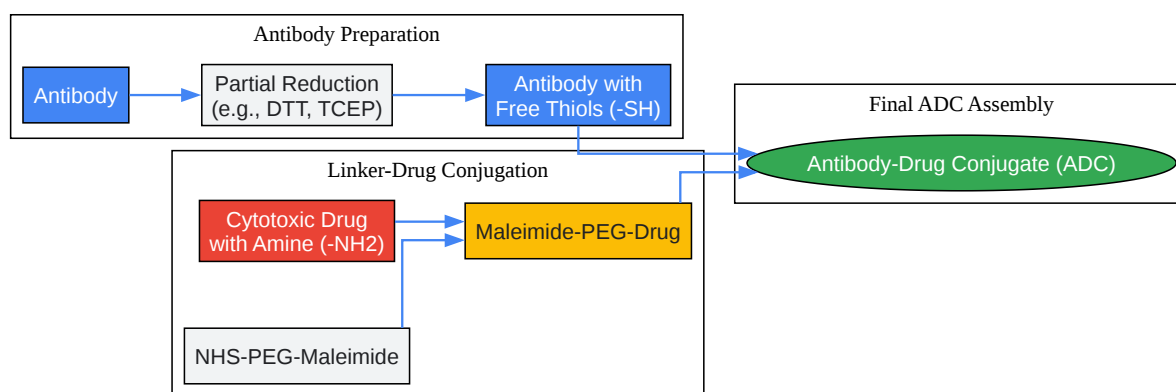 Antibody Preparation
Antibody
Partial Reduction
(e.g., DTT, TCEP)
Antibody with
Free Thiols (-SH)
Linker-Drug Conjugation
Cytotoxic Drug
with Amine (-NH2)
Maleimide-PEG-Drug
NHS-PEG-Maleimide
Final ADC Assembly
Antibody-Drug Conjugate (ADC)